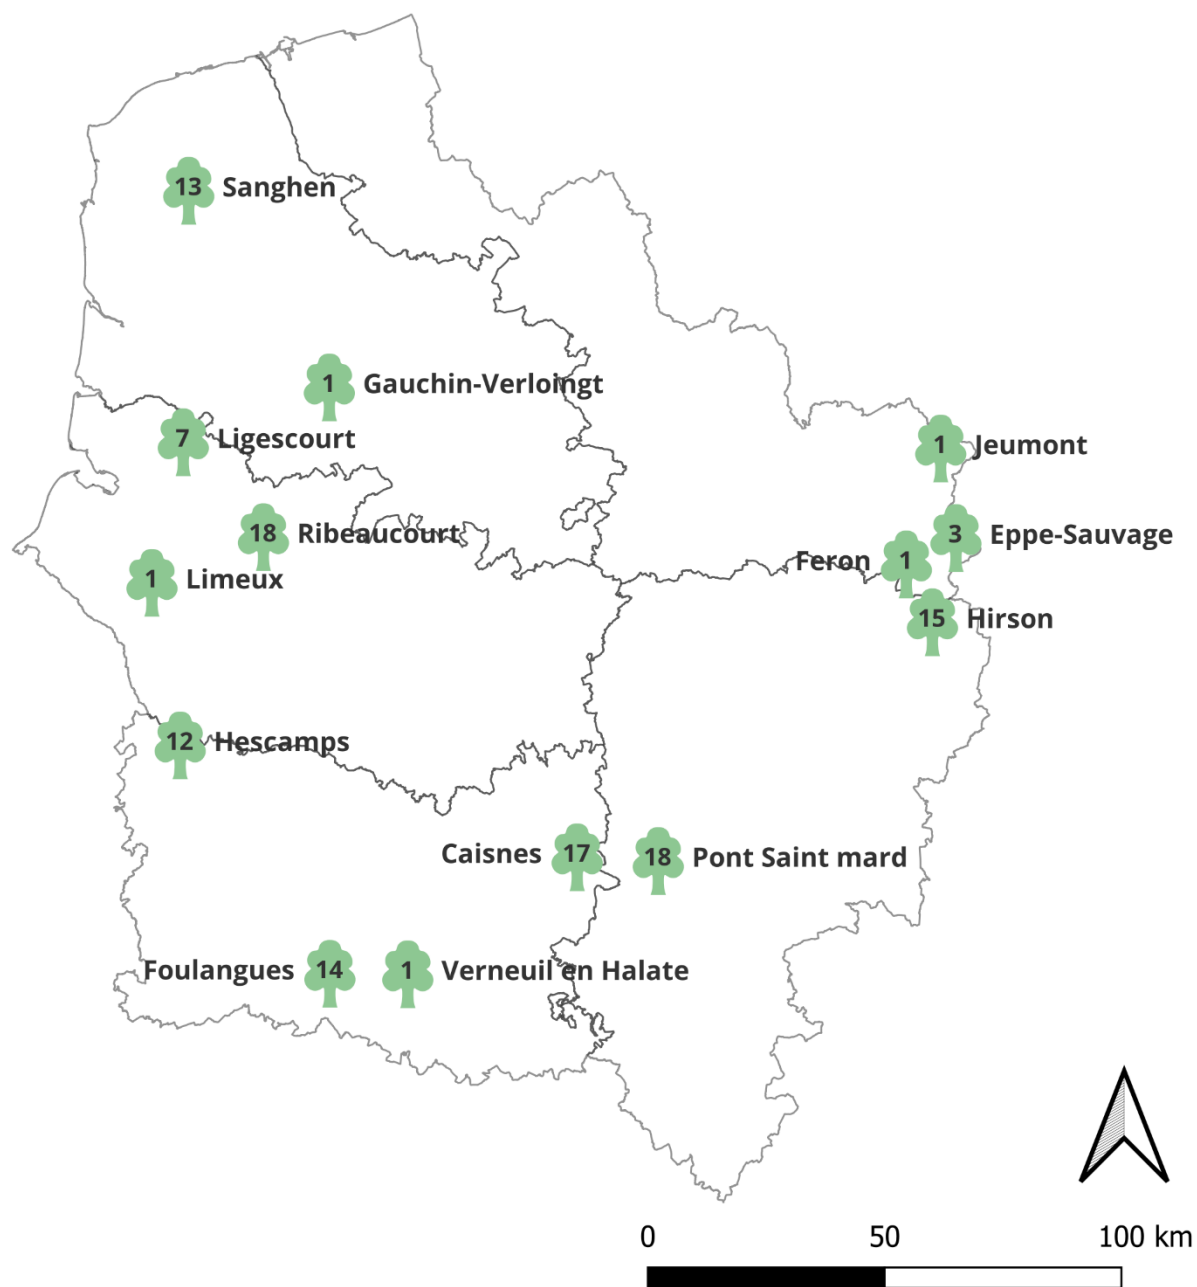 13 Sanghen
1 Gauchin-Verloingt
7 Ligescourt
1 Jeumont
18 Ribeaucourt
3 Eppe-Sauvage
Feron 1
1 Limeux
15 Hirson
12 Hescamps
Caisnes 17
18 Pont Saint mard
Foulangues 14
1 Verneuil en Halate
0 50 100 km